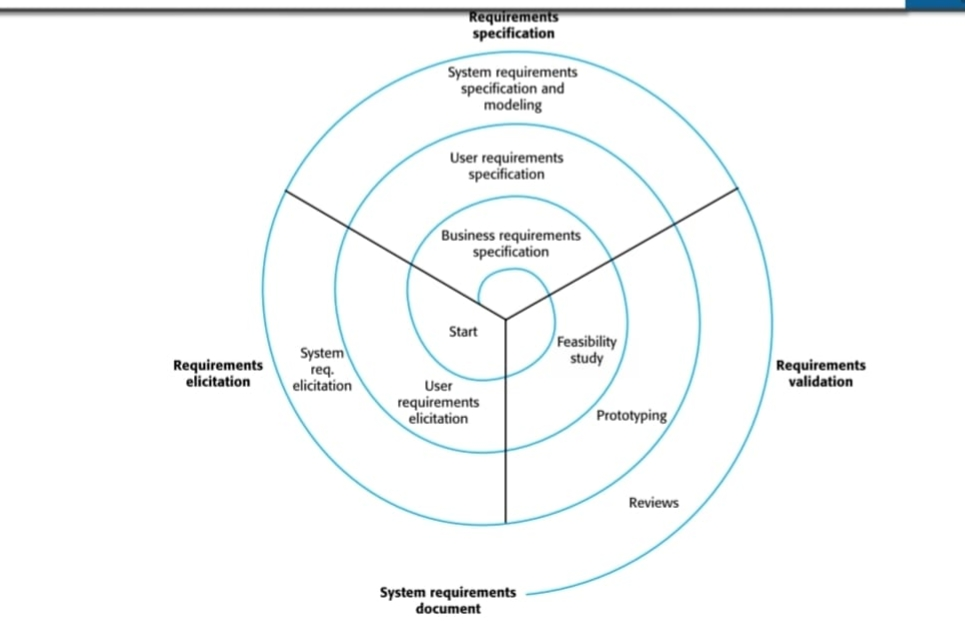 Requirements
specification
System requirements
specification and
modeling
User requirements
specification
Business requirements
specification
Start
Feasibility
study
Requirements
elicitation
System
req.
elicitation
User
requirements
elicitation
Requirements
validation
Prototyping
Reviews
System requirements
document